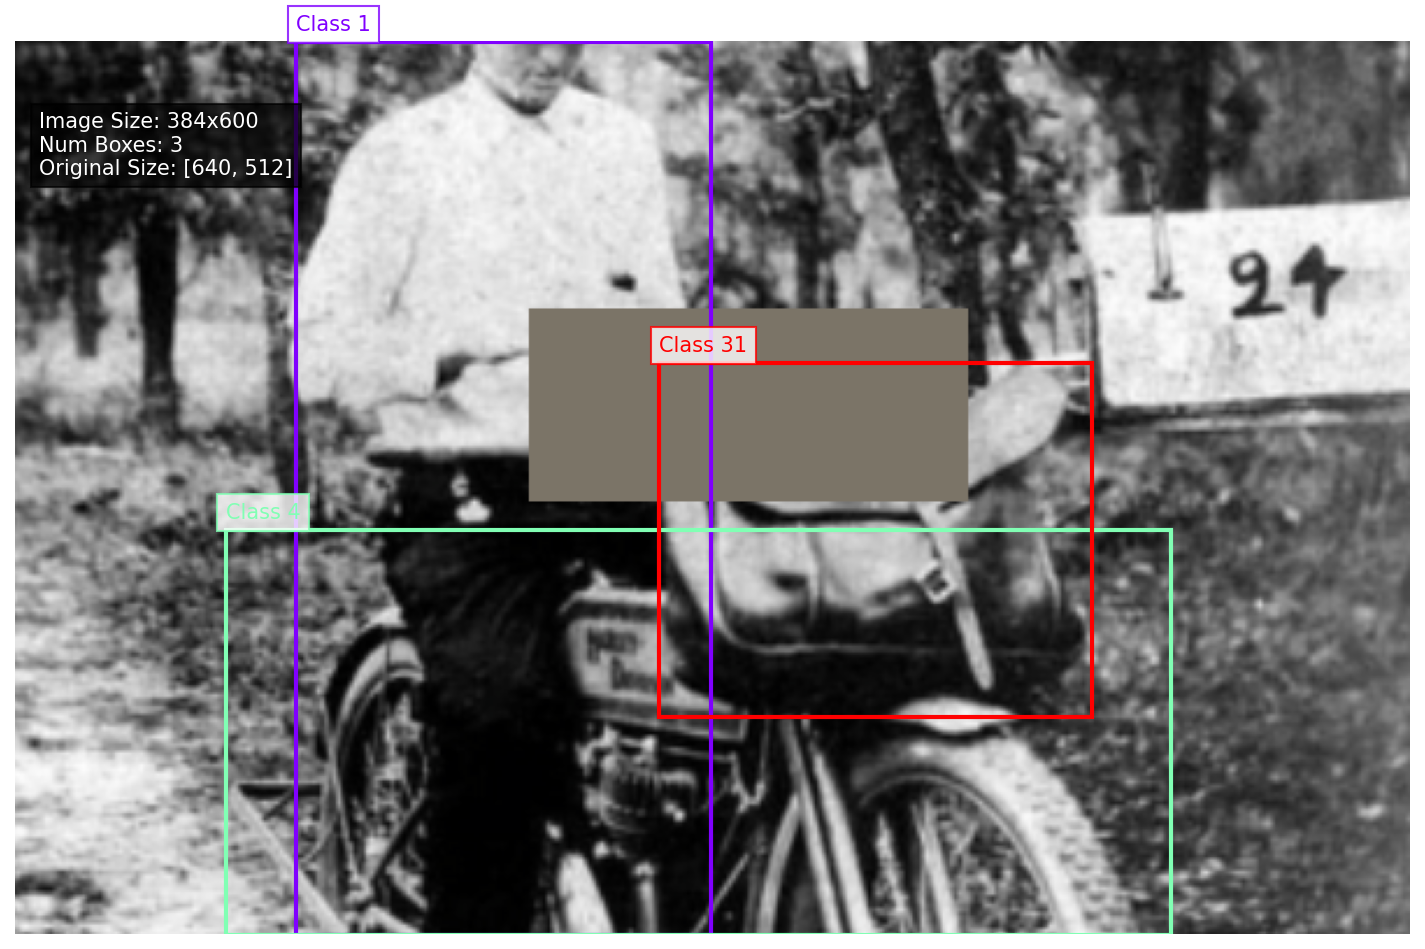 Class 1
Image Size: 384x600
Num Boxes: 3
Original Size: [640, 512]
24
Class 31
Class 4